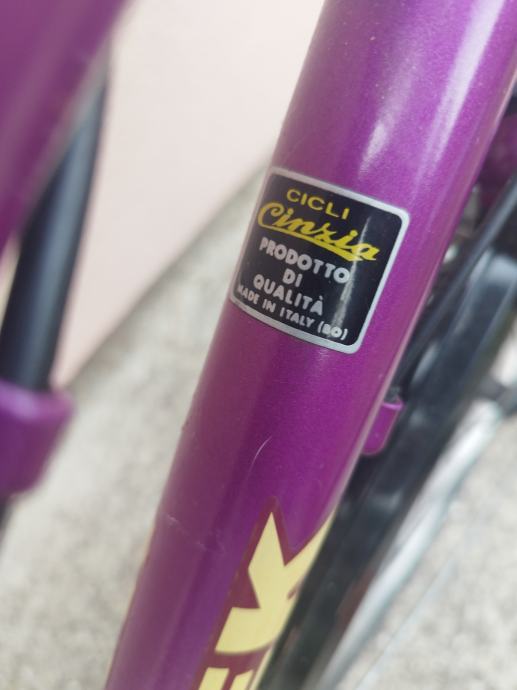 CICLI
Cinzia
PRODOTTO
DI
QUALITÀ
MADE IN ITALY (BO)